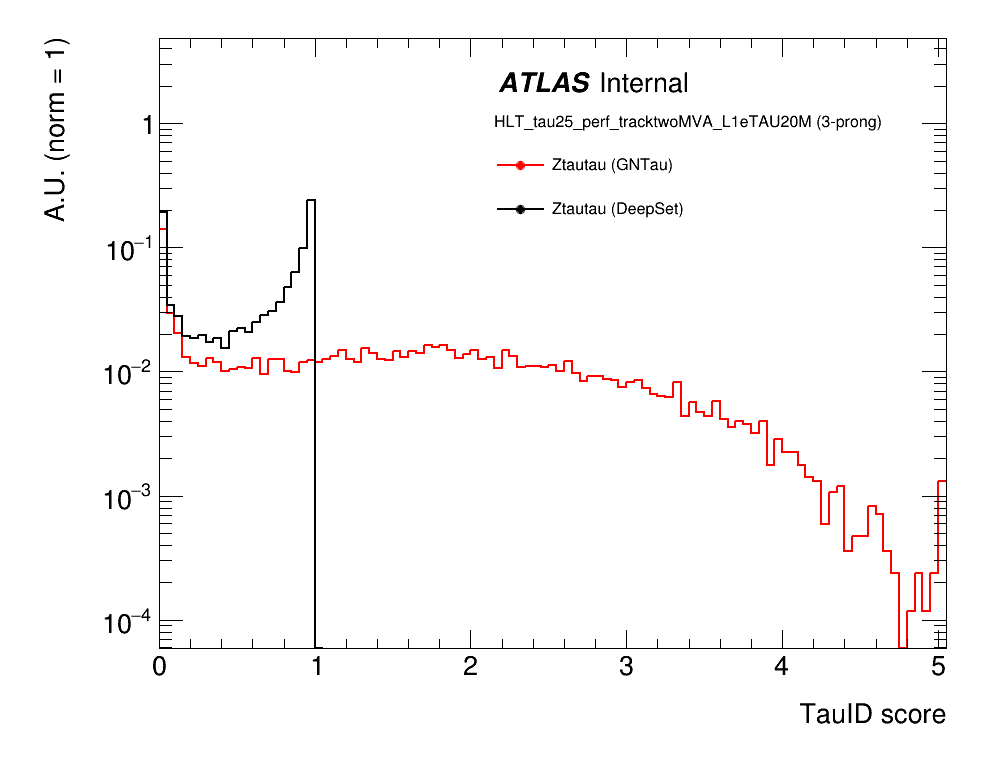 ATLAS Internal
HLT_tau25_perf_tracktwoMVA_L1eTAU20M (3-prong)
Ztautau (GNTau)
Ztautau (DeepSet)
A.U. (norm = 1)
1
10⁻¹
10⁻²
10⁻³
10⁻⁴
0 1 2 3 4 5
TauID score